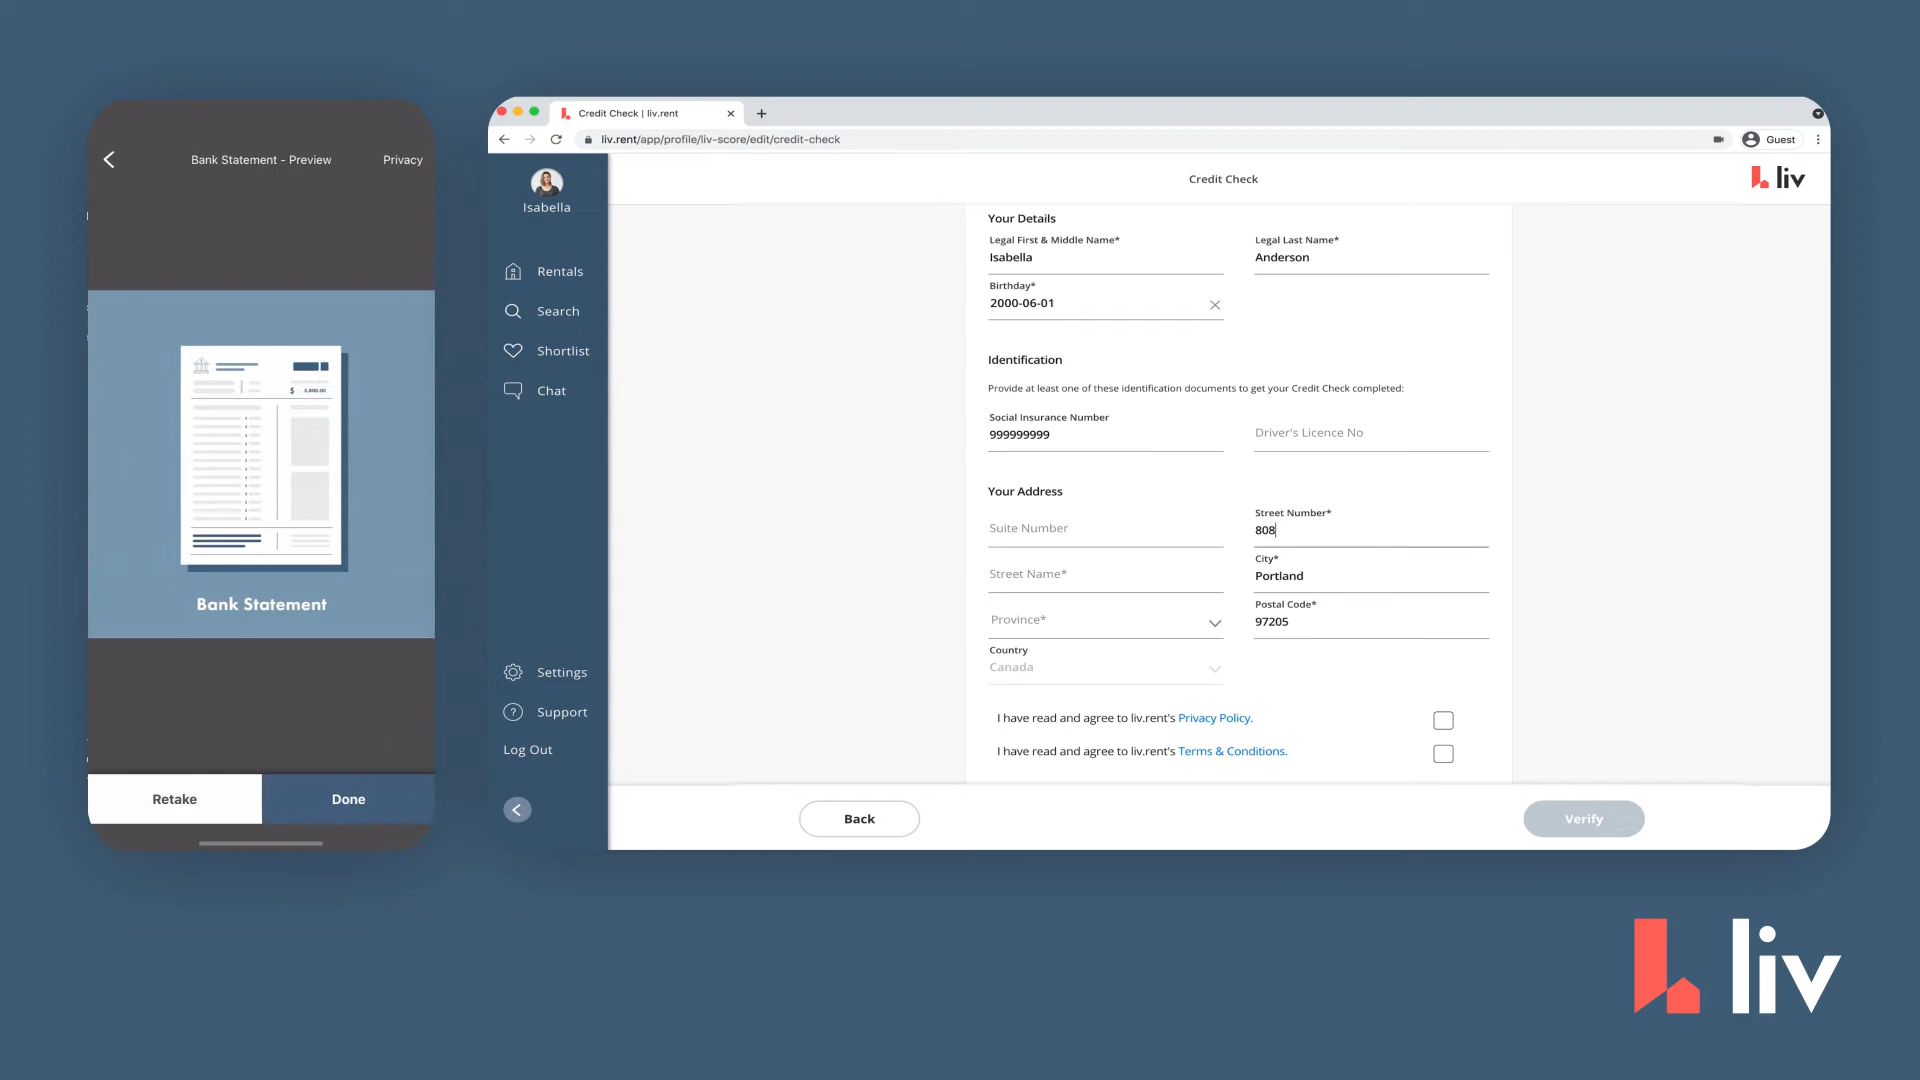 Bank Statement - Preview
Privacy
$ 3,800.00
Bank Statement
Retake
Done
Credit Check | liv.rent
liv.rent/app/profile/liv-score/edit/credit-check
Guest
Isabella
Rentals
Search
Shortlist
Chat
Settings
Support
Log Out
Credit Check
liv
Your Details
Legal First & Middle Name*
Isabella
Legal Last Name*
Anderson
Birthday*
2000-06-01
Identification
Provide at least one of these identification documents to get your Credit Check completed:
Social Insurance Number
999999999
Driver's Licence No
Your Address
Suite Number
Street Number*
808
Street Name*
City*
Portland
Province*
Postal Code*
97205
Country
Canada
I have read and agree to liv.rent's Privacy Policy.
I have read and agree to liv.rent's Terms & Conditions.
Back
Verify
liv